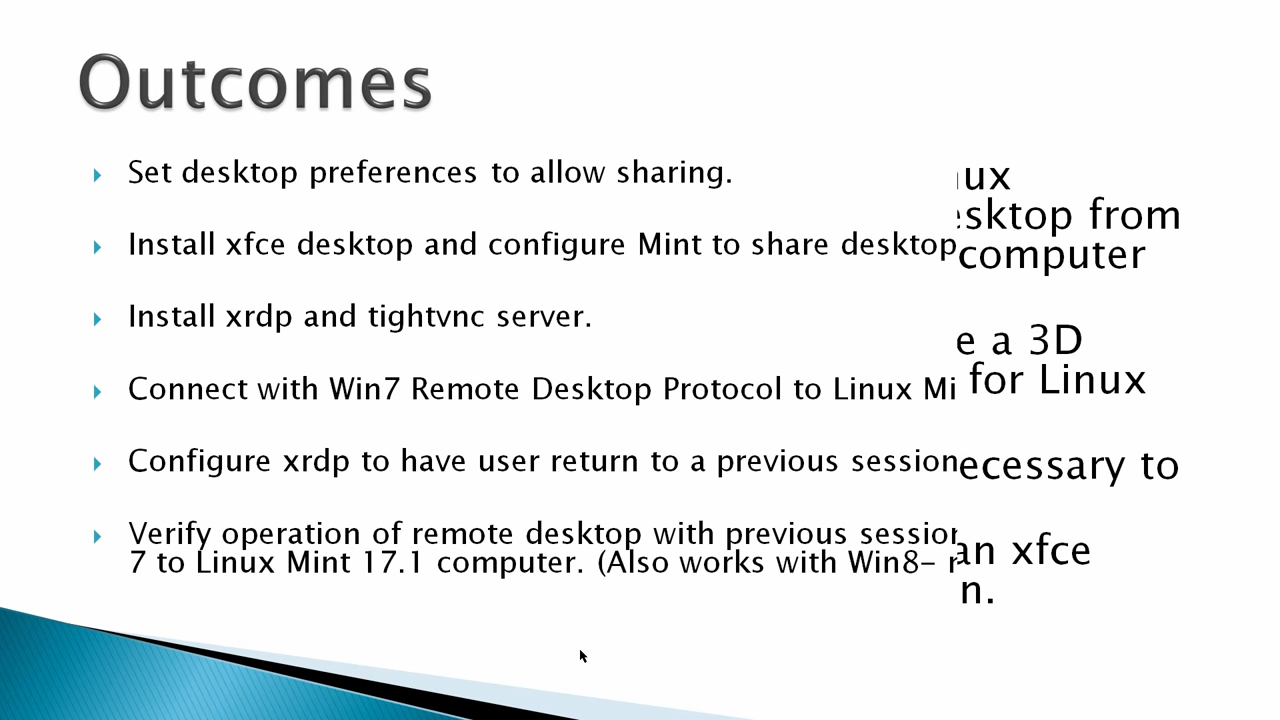 Outcomes
Set desktop preferences to allow sharing.
Install xfce desktop and configure Mint to share desktop
Install xrdp and tightvnc server.
Connect with Win7 Remote Desktop Protocol to Linux Mi
Configure xrdp to have user return to a previous session
Verify operation of remote desktop with previous session
7 to Linux Mint 17.1 computer. (Also works with Win8-
ux
sktop from
computer
e a 3D
for Linux
ecessary to
an xfce
n.